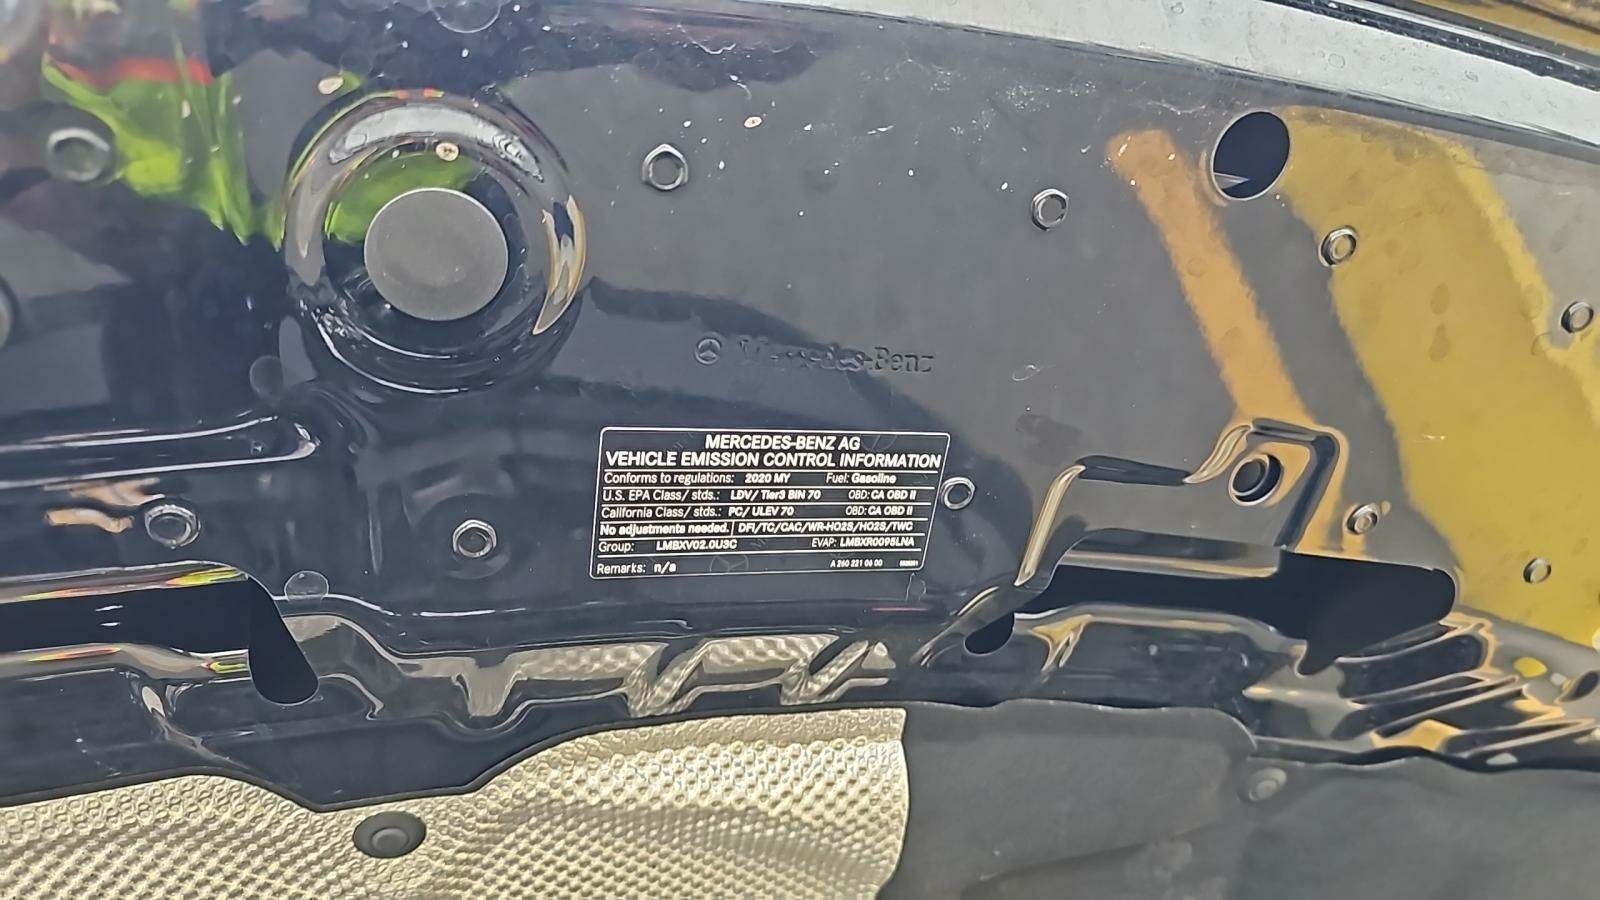 Mercedes-Benz
MERCEDES-BENZ AG
VEHICLE EMISSION CONTROL INFORMATION
Conforms to regulations: 2020 MY Fuel: Gasoline
U.S. EPA Class/ stds.: LDV/ Tier3 BIN 70 OBD: CA OBD II
California Class/ stds.: PC/ ULEV 70 OBD: CA OBD II
No adjustments needed. DFI/TC/CAC/WR-HO2S/HO2S/TWC
Group: LMBXV02.0U3C EVAP: LMBXR0095LNA
Remarks: n/a A 260 221 06 00